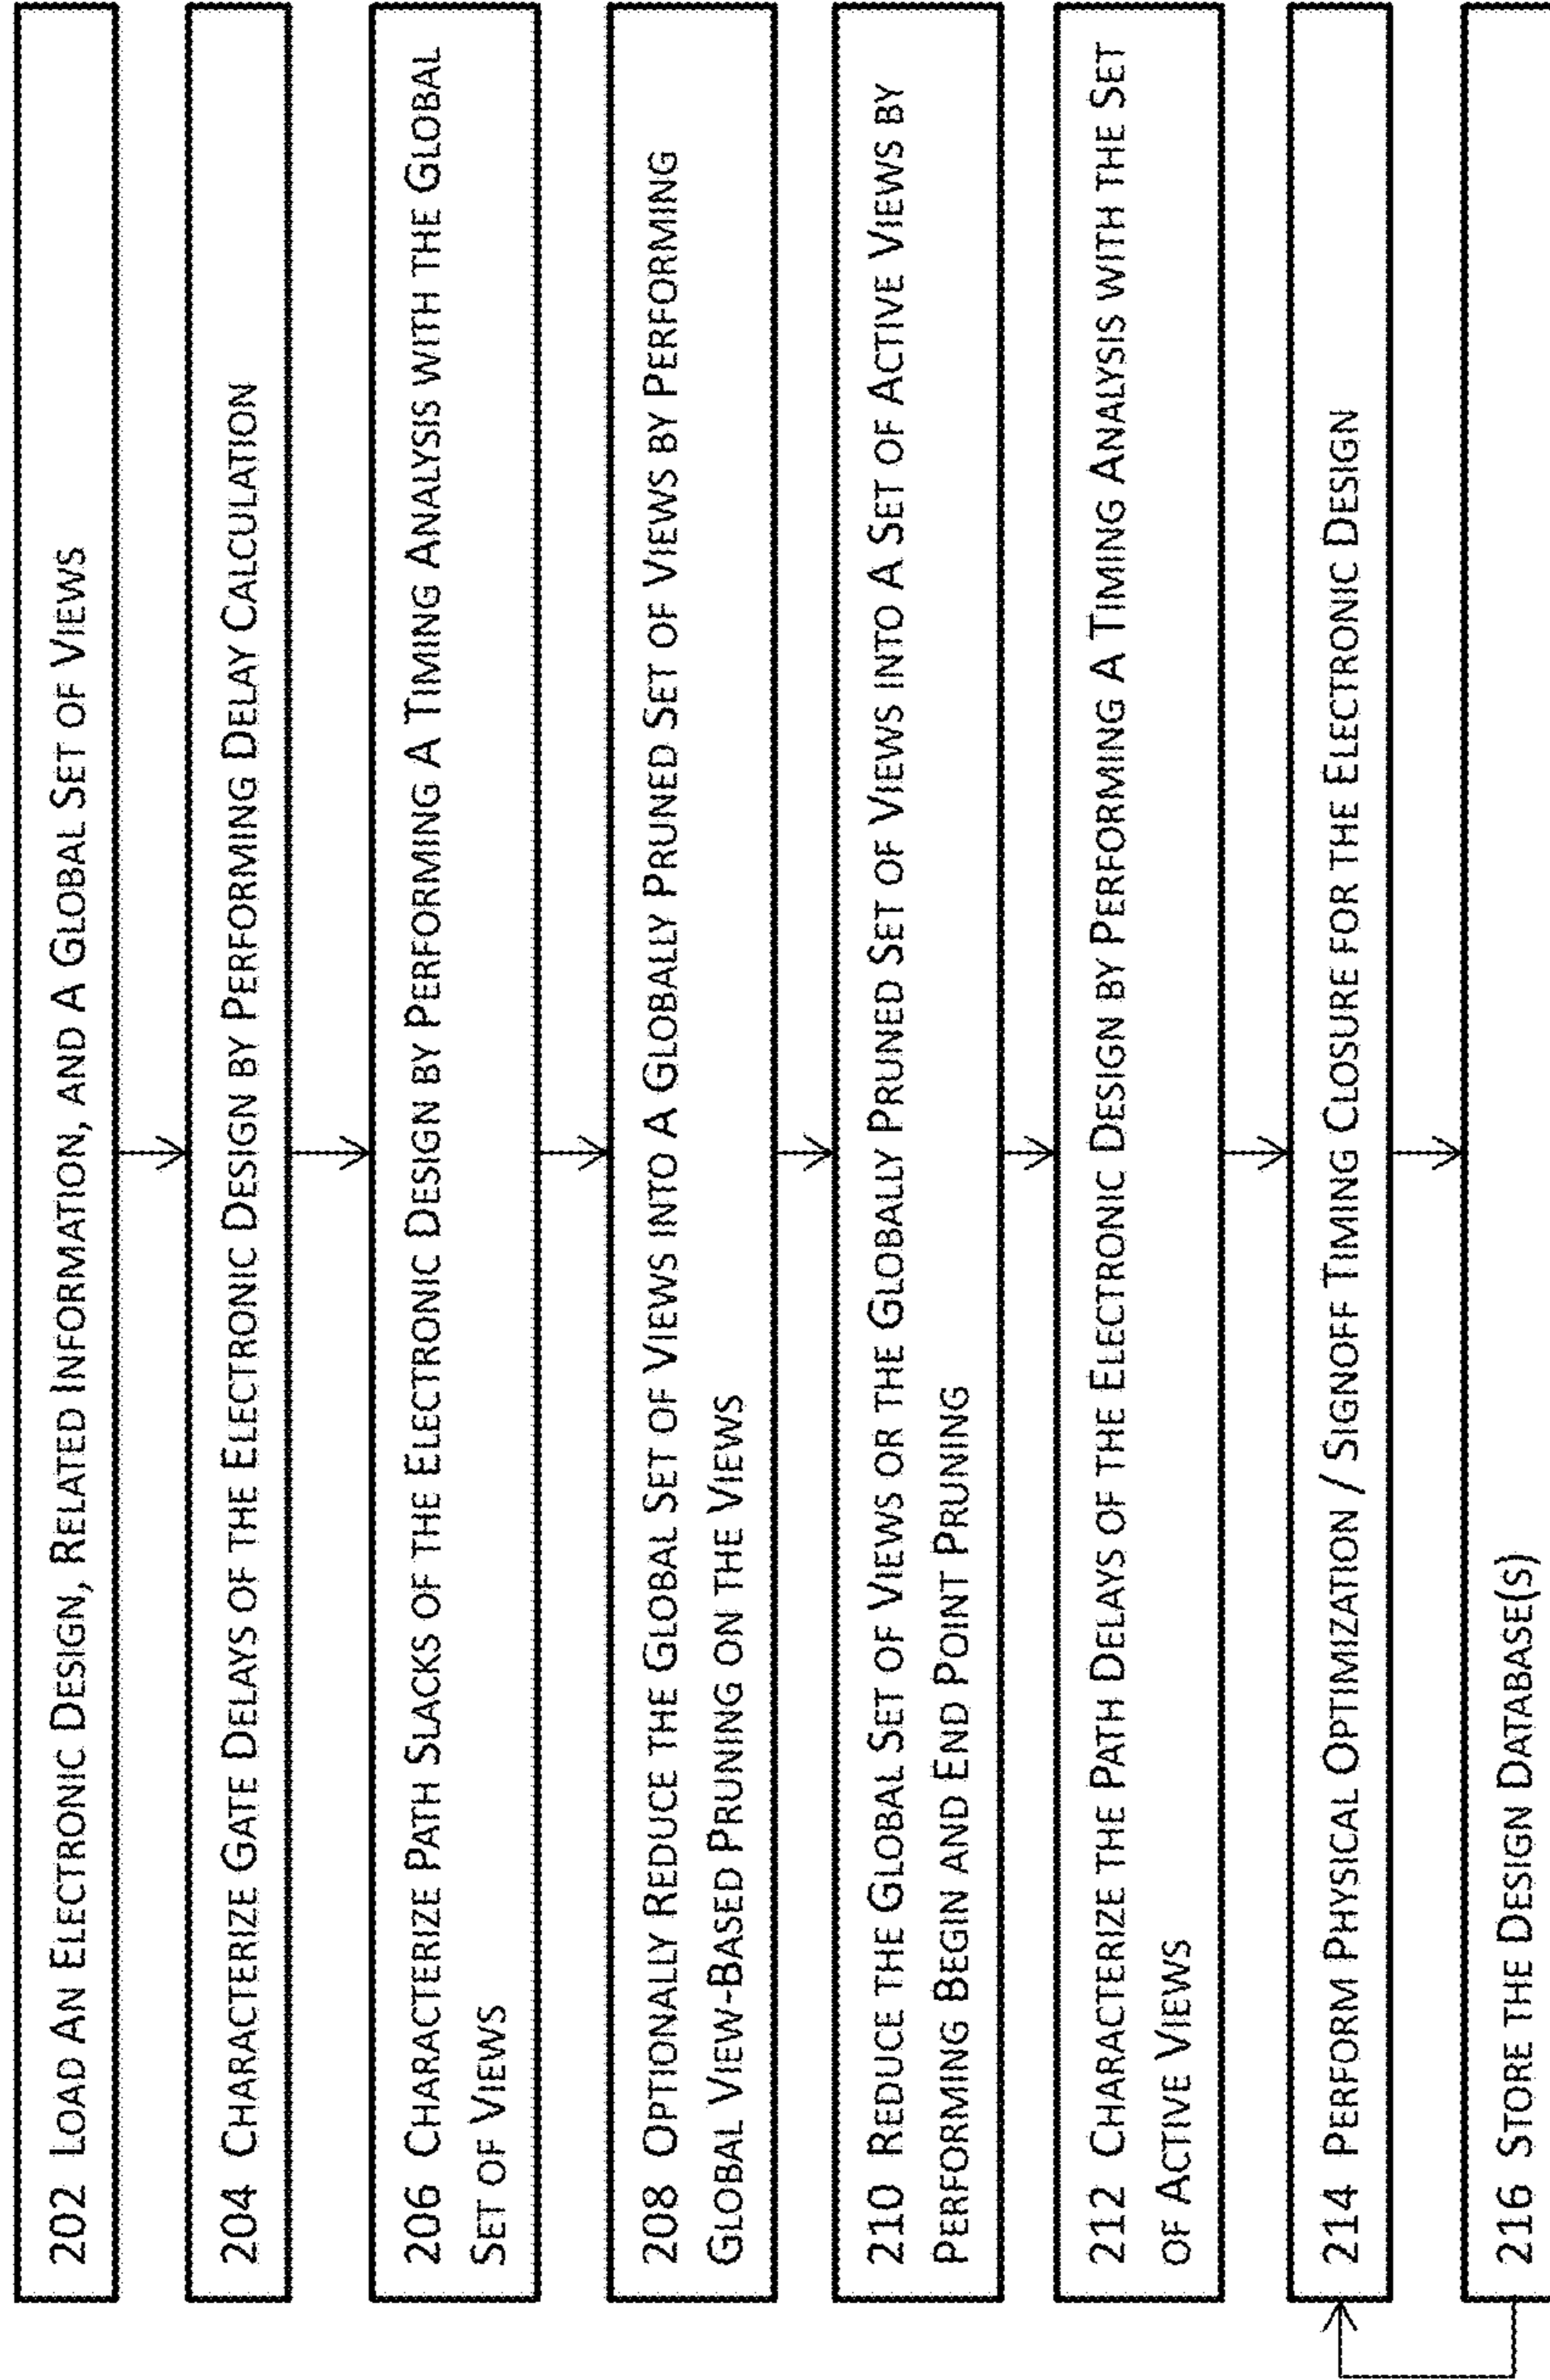 202 LOAD AN ELECTRONIC DESIGN, RELATED INFORMATION, AND A GLOBAL SET OF VIEWS
204 CHARACTERIZE GATE DELAYS OF THE ELECTRONIC DESIGN BY PERFORMING DELAY CALCULATION
206 CHARACTERIZE PATH SLACKS OF THE ELECTRONIC DESIGN BY PERFORMING A TIMING ANALYSIS WITH THE GLOBAL
SET OF VIEWS
208 OPTIONALLY REDUCE THE GLOBAL SET OF VIEWS INTO A GLOBALLY PRUNED SET OF VIEWS BY PERFORMING
GLOBAL VIEW-BASED PRUNING ON THE VIEWS
210 REDUCE THE GLOBAL SET OF VIEWS OR THE GLOBALLY PRUNED SET OF VIEWS INTO A SET OF ACTIVE VIEWS BY
PERFORMING BEGIN AND END POINT PRUNING
212 CHARACTERIZE THE PATH DELAYS OF THE ELECTRONIC DESIGN BY PERFORMING A TIMING ANALYSIS WITH THE SET
OF ACTIVE VIEWS
214 PERFORM PHYSICAL OPTIMIZATION / SIGNOFF TIMING CLOSURE FOR THE ELECTRONIC DESIGN
216 STORE THE DESIGN DATABASE(S)